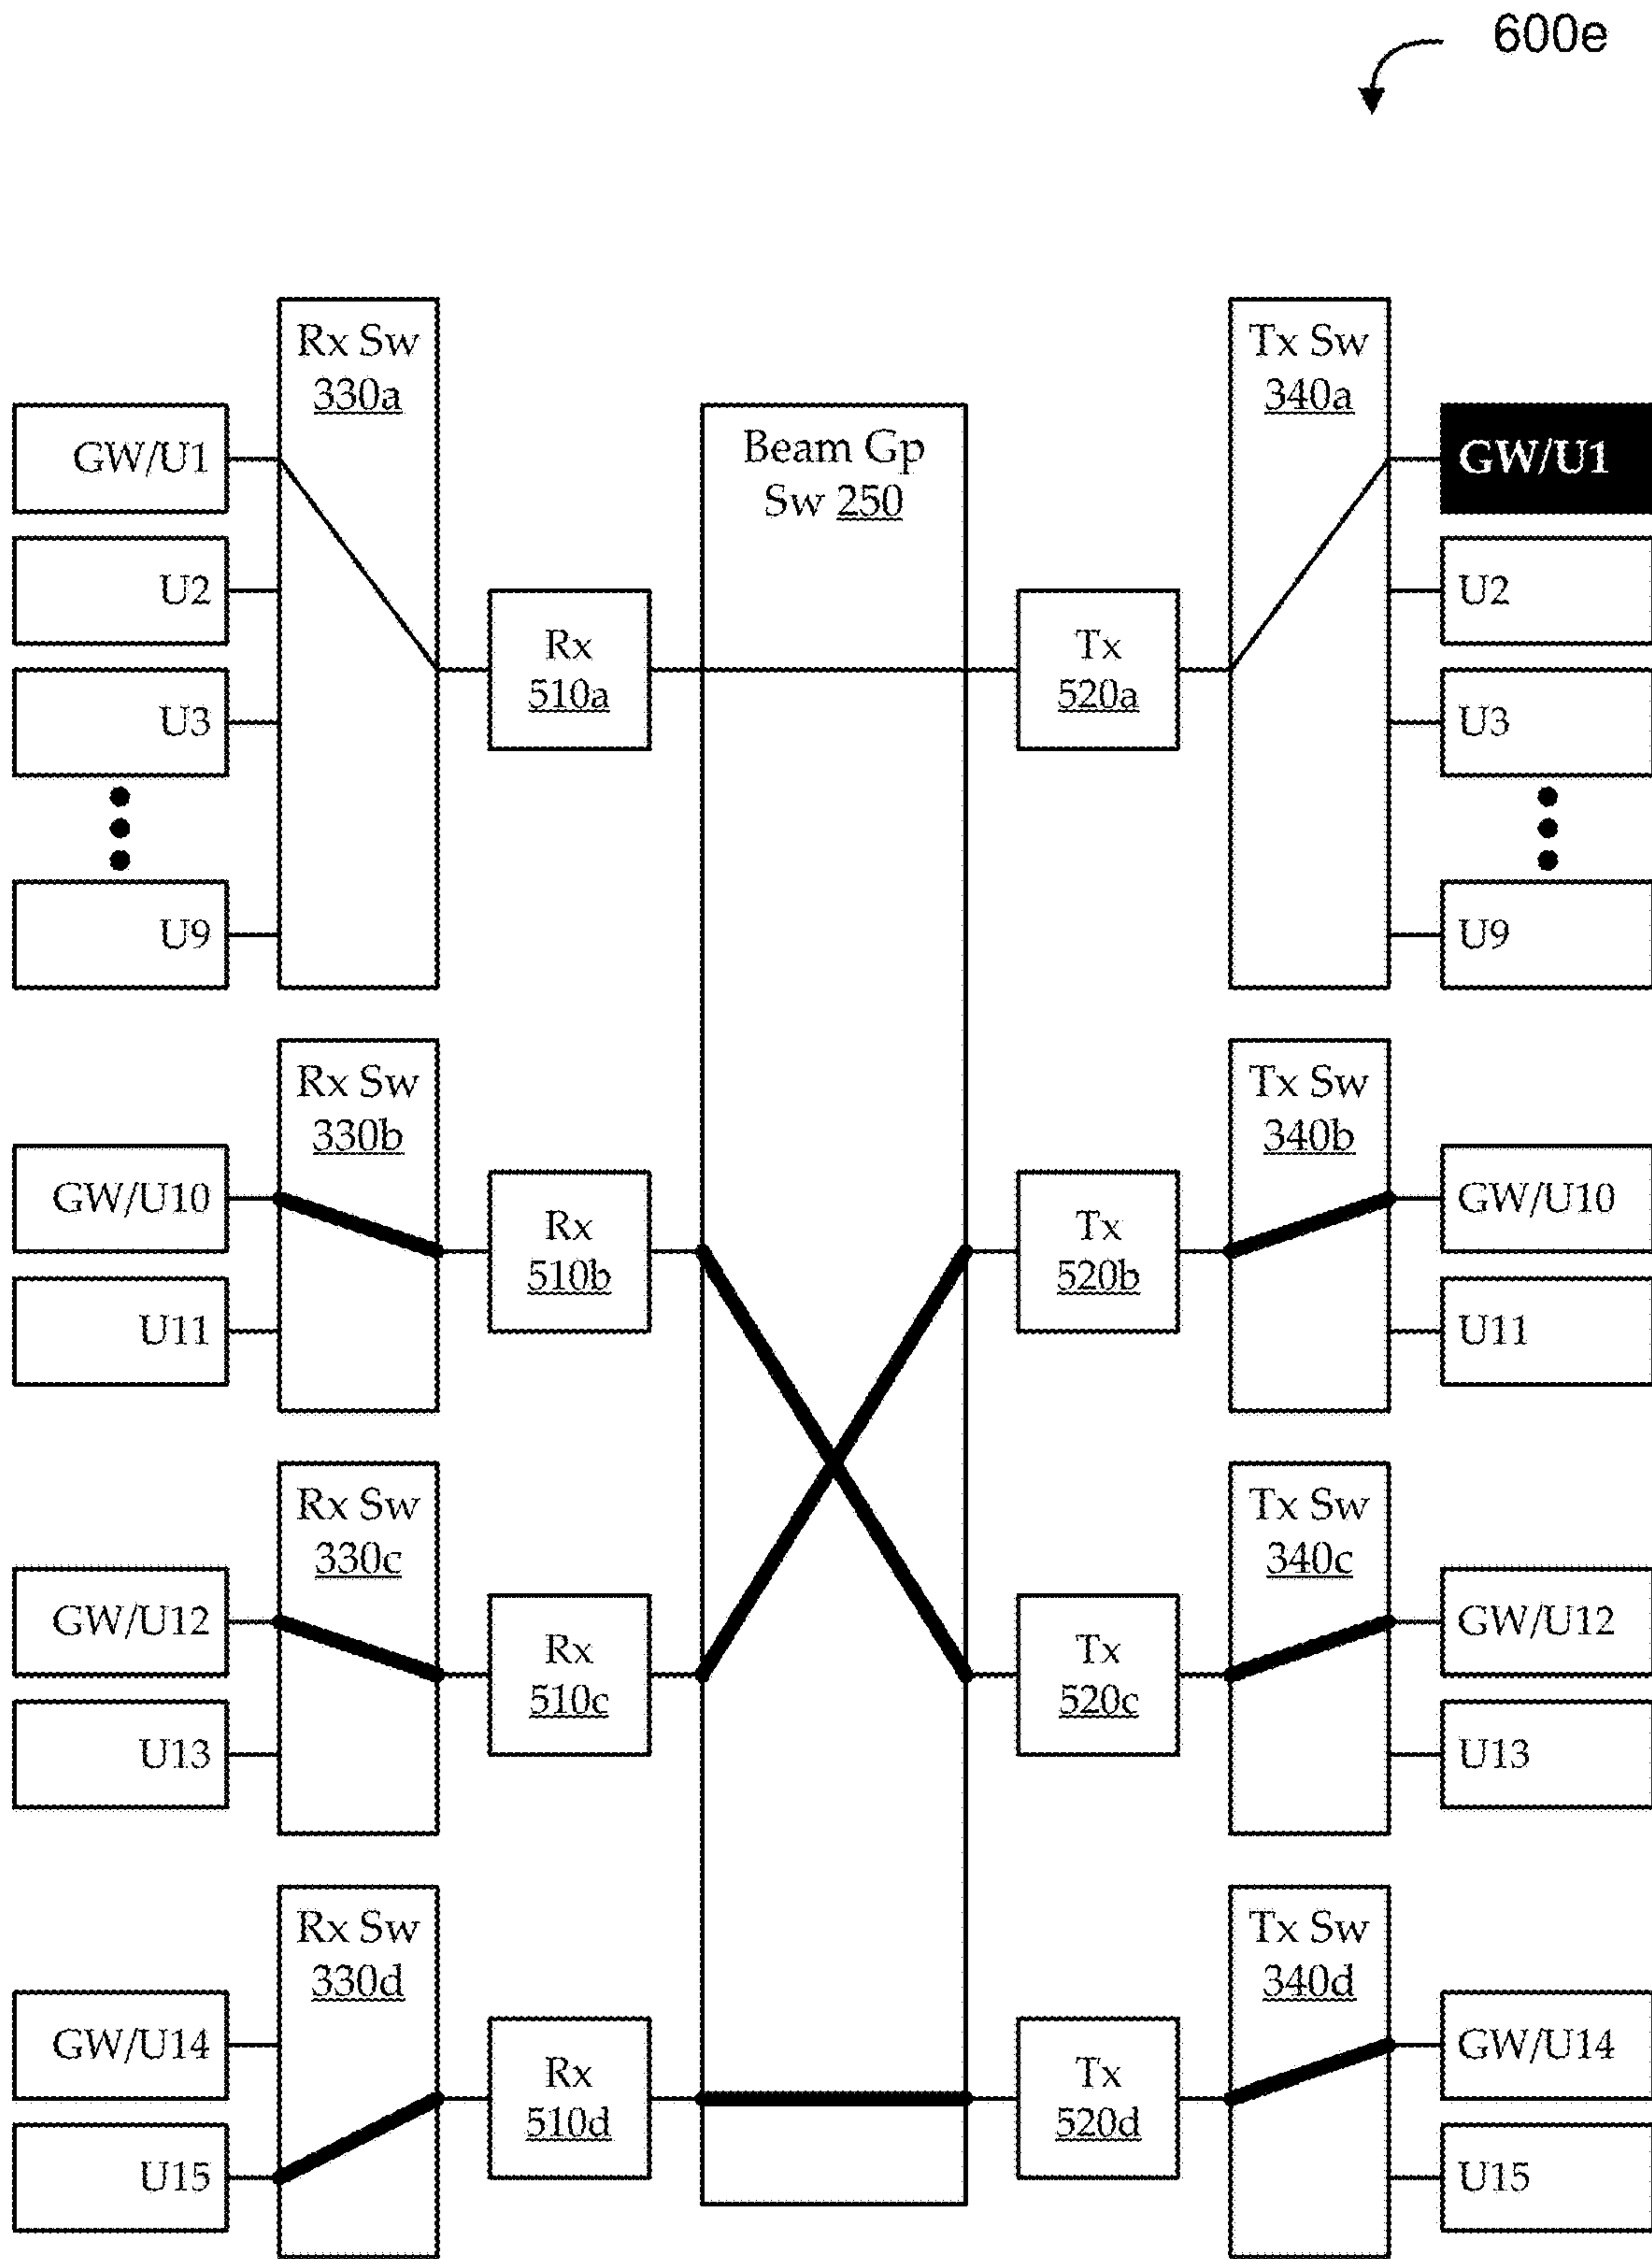 600e
Rx Sw
330a
Tx Sw
340a
Beam Gp
Sw 250
GW/U1
U2
U3
U9
Rx
510a
Tx
520a
GW/U1
U2
U3
U9
Rx Sw
330b
Tx Sw
340b
GW/U10
U11
Rx
510b
Tx
520b
GW/U10
U11
Rx Sw
330c
Tx Sw
340c
GW/U12
U13
Rx
510c
Tx
520c
GW/U12
U13
Rx Sw
330d
Tx Sw
340d
GW/U14
U15
Rx
510d
Tx
520d
GW/U14
U15